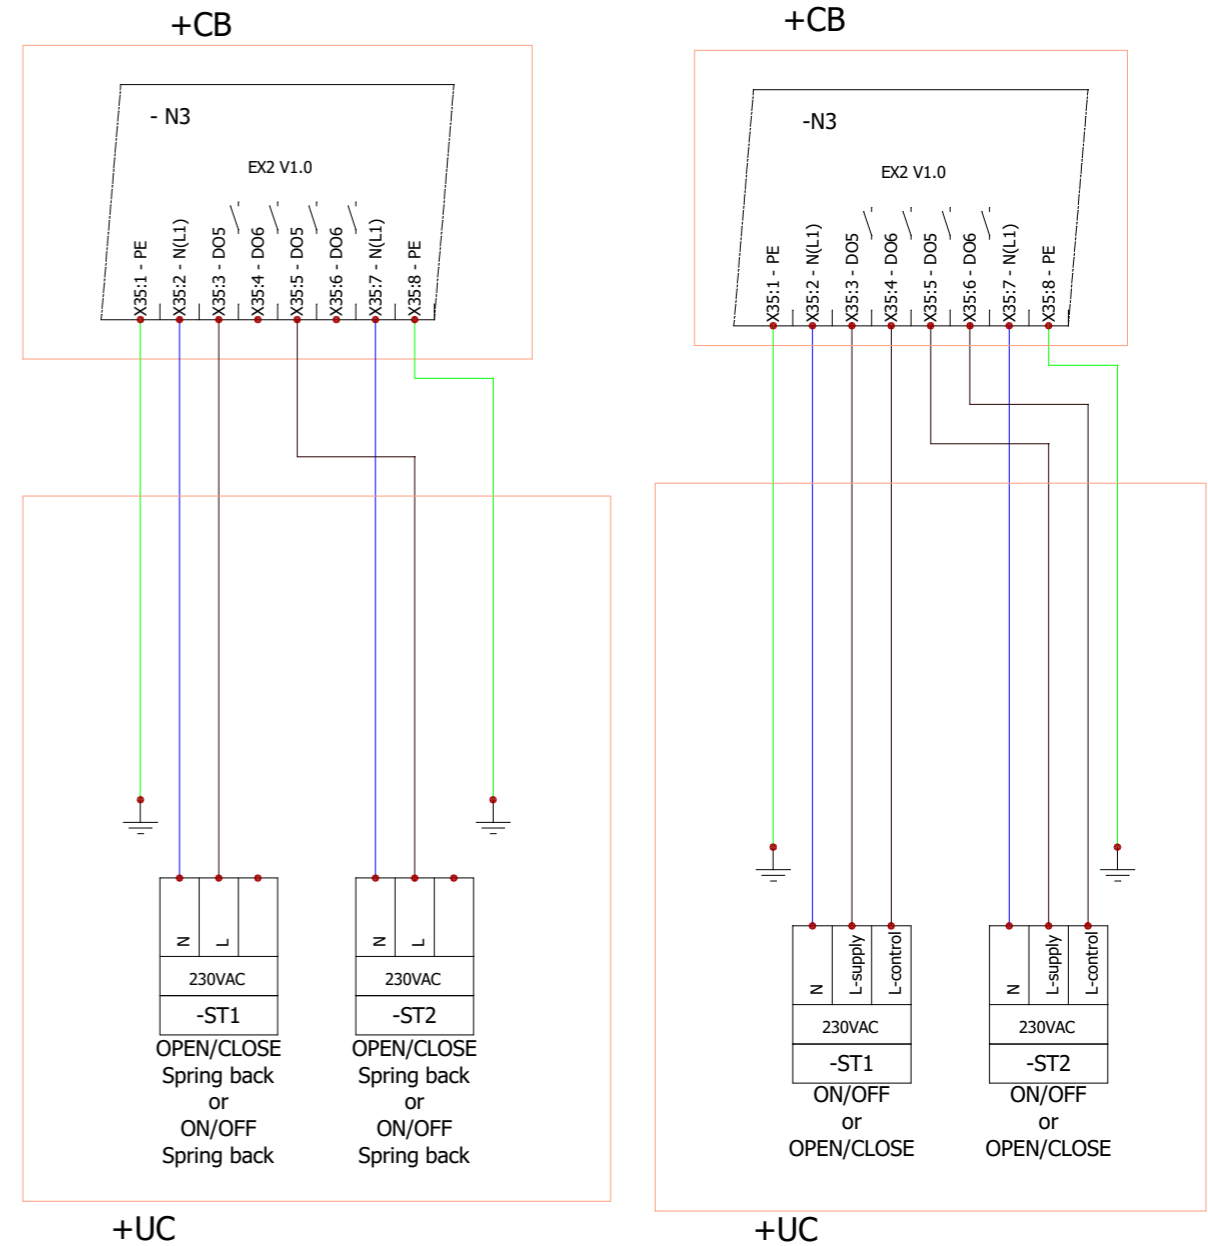 +CB
- N3
EX2 V1.0
X35:1 - PE
X35:2 - N(L1)
X35:3 - DO5
X35:4 - DO6
X35:5 - DO5
X35:6 - DO6
X35:7 - N(L1)
X35:8 - PE
N
L
230VAC
-ST1
OPEN/CLOSE
Spring back
or
ON/OFF
Spring back
N
L
230VAC
-ST2
OPEN/CLOSE
Spring back
or
ON/OFF
Spring back
+UC
+CB
-N3
EX2 V1.0
X35:1 - PE
X35:2 - N(L1)
X35:3 - DO5
X35:4 - DO6
X35:5 - DO5
X35:6 - DO6
X35:7 - N(L1)
X35:8 - PE
N
L-supply
L-control
230VAC
-ST1
ON/OFF
or
OPEN/CLOSE
N
L-supply
L-control
230VAC
-ST2
ON/OFF
or
OPEN/CLOSE
+UC